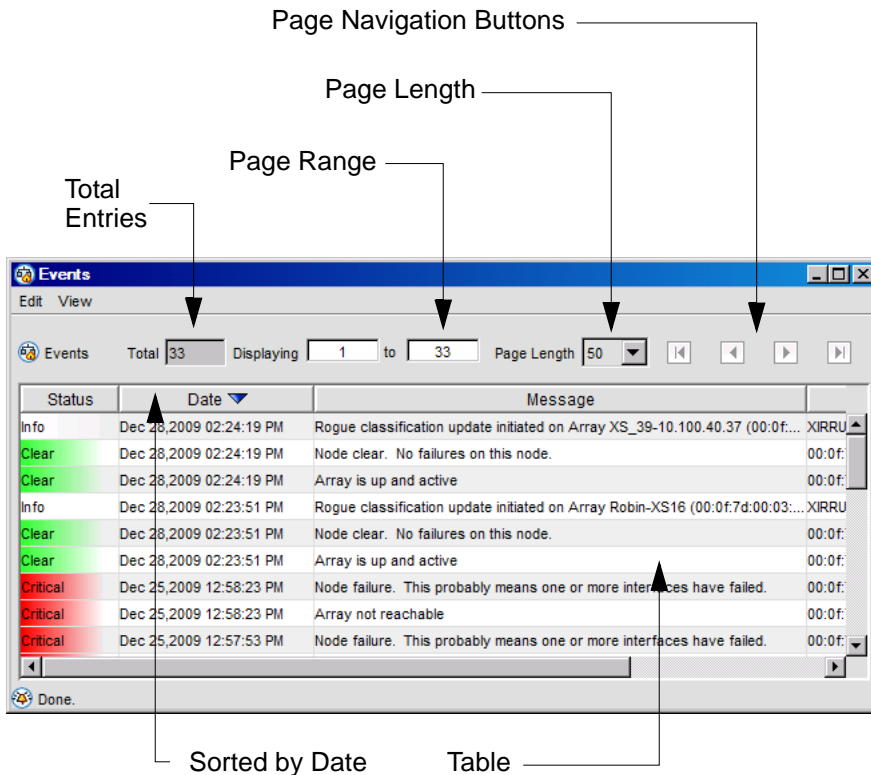 Page Navigation Buttons
Page Length
Page Range
Total
Entries
Events
Edit View
Events Total 33 Displaying 1 to 33 Page Length 50
Status Date Message
Info Dec 28,2009 02:24:19 PM Rogue classification update initiated on Array XS_39-10.100.40.37 (00:0f:... XIRRU
Clear Dec 28,2009 02:24:19 PM Node clear. No failures on this node. 00:0f:
Clear Dec 28,2009 02:24:19 PM Array is up and active 00:0f:
Info Dec 28,2009 02:23:51 PM Rogue classification update initiated on Array Robin-XS16 (00:0f:7d:00:03:... XIRRU
Clear Dec 28,2009 02:23:51 PM Node clear. No failures on this node. 00:0f:
Clear Dec 28,2009 02:23:51 PM Array is up and active 00:0f:
Critical Dec 25,2009 12:58:23 PM Node failure. This probably means one or more interfaces have failed. 00:0f:
Critical Dec 25,2009 12:58:23 PM Array not reachable 00:0f:
Critical Dec 25,2009 12:57:53 PM Node failure. This probably means one or more interfaces have failed. 00:0f:
Done.
Sorted by Date Table